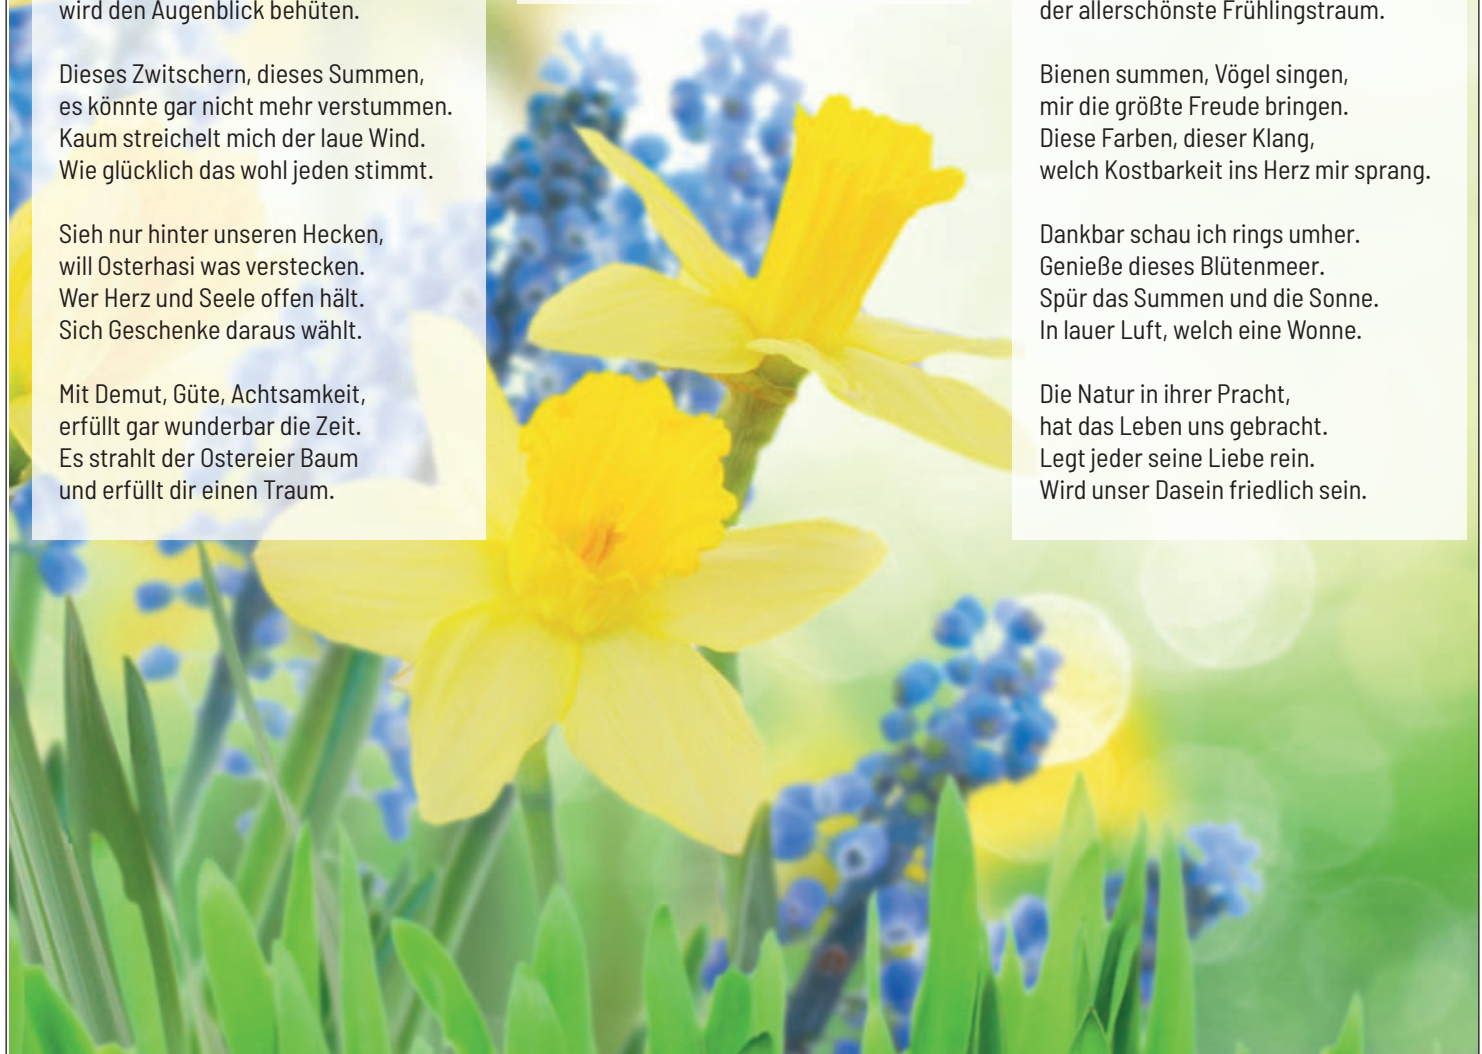 wird den Augenblick behüten.
Dieses Zwitschern, dieses Summen,
es könnte gar nicht mehr verstummen.
Kaum streichelt mich der laue Wind.
Wie glücklich das wohl jeden stimmt.
Sieh nur hinter unseren Hecken,
will Osterhasi was verstecken.
Wer Herz und Seele offen hält.
Sich Geschenke daraus wählt.
Mit Demut, Güte, Achtsamkeit,
erfüllt gar wunderbar die Zeit.
Es strahlt der Ostereier Baum
und erfüllt dir einen Traum.
der allerschönste Frühlingstraum.
Bienen summen, Vögel singen,
mir die größte Freude bringen.
Diese Farben, dieser Klang,
welch Kostbarkeit ins Herz mir sprang.
Dankbar schau ich rings umher.
Genieße dieses Blütenmeer.
Spür das Summen und die Sonne.
In lauer Luft, welch eine Wonne.
Die Natur in ihrer Pracht,
hat das Leben uns gebracht.
Legt jeder seine Liebe rein.
Wird unser Dasein friedlich sein.